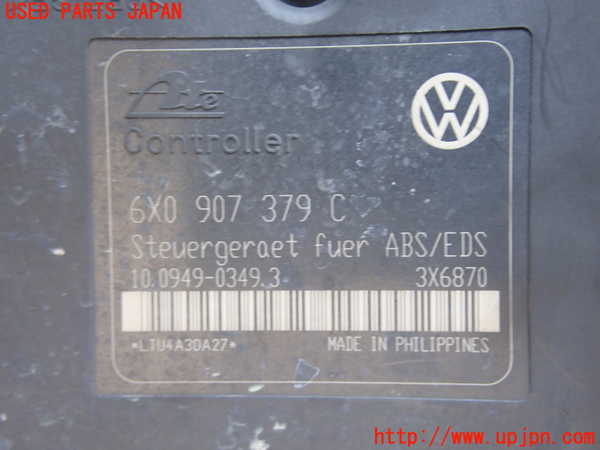 USED PARTS JAPAN
Ate
Controller
6X0 907 379 C
Steuergeraet fuer ABS/EDS
10.0949-0349.3 3X6870
*LTU4A3DA27* MADE IN PHILIPPINES
http://www.upjpn.com/